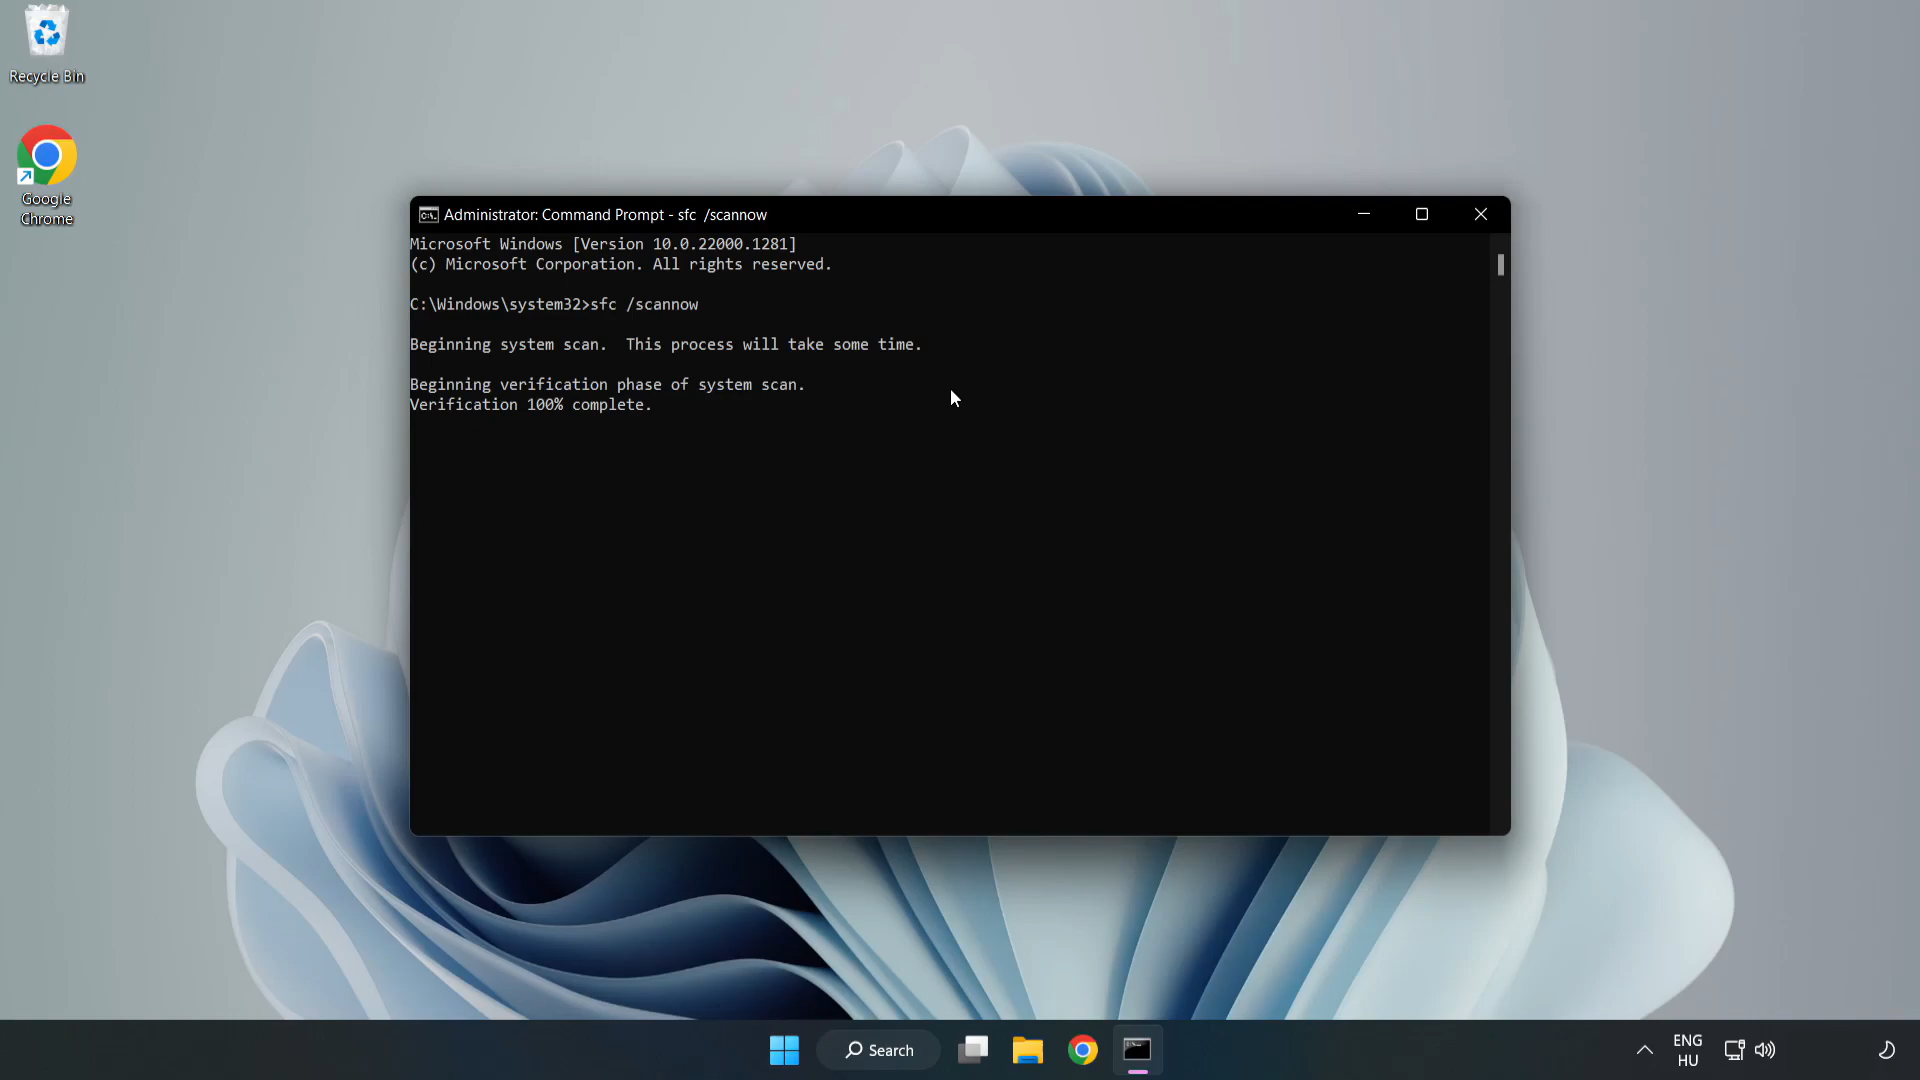 Recycle Bin
Google
Chrome
Administrator: Command Prompt - sfc  /scannow
Microsoft Windows [Version 10.0.22000.1281]
(c) Microsoft Corporation. All rights reserved.
C:\Windows\system32>sfc /scannow
Beginning system scan.  This process will take some time.
Beginning verification phase of system scan.
Verification 100% complete.
Search
ENG
HU